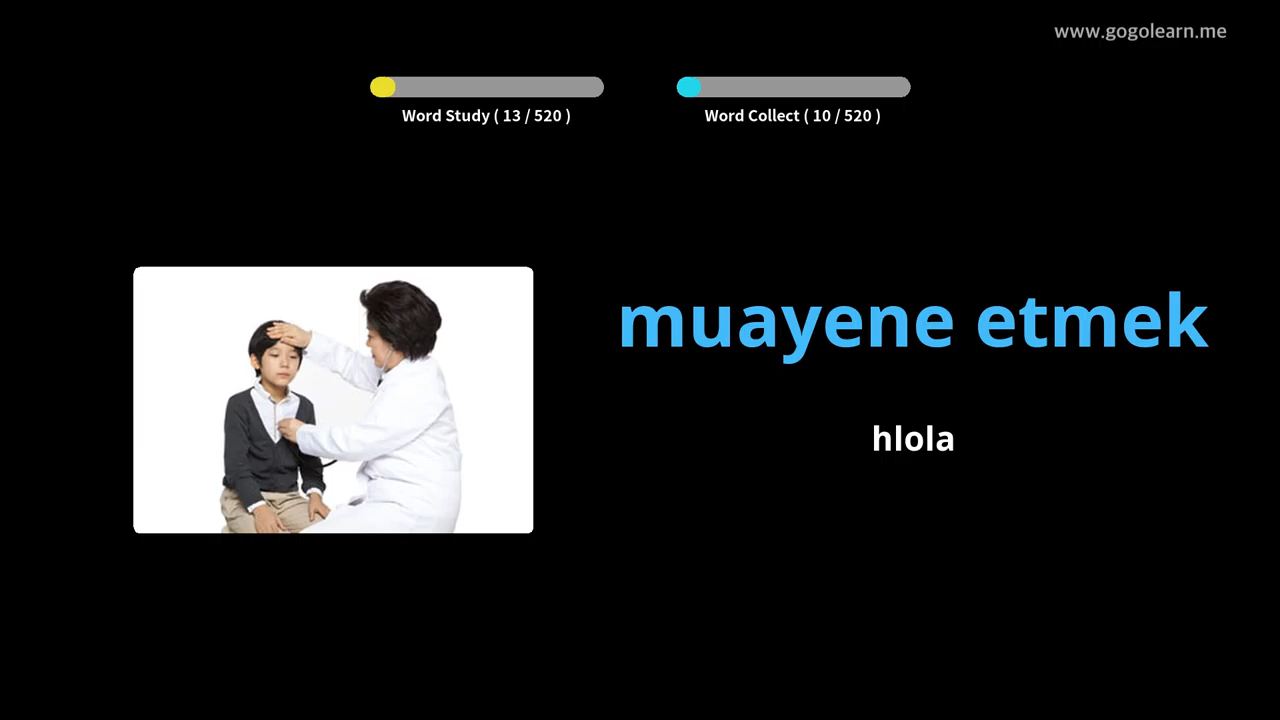 www.gogolearn.me
Word Study ( 13 / 520 )
Word Collect ( 10 / 520 )
muayene etmek
hlola